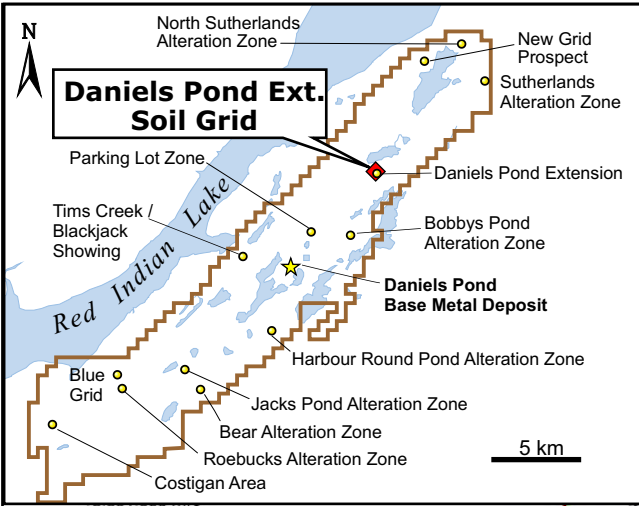 North Sutherlands
Alteration Zone
N
New Grid
Prospect
Daniels Pond Ext.
Soil Grid
Sutherlands
Alteration Zone
Parking Lot Zone
Daniels Pond Extension
Tims Creek /
Blackjack
Showing
Bobbys Pond
Alteration Zone
Red Indian Lake
Daniels Pond
Base Metal Deposit
Harbour Round Pond Alteration Zone
Blue
Grid
Jacks Pond Alteration Zone
Bear Alteration Zone
5 km
Roebucks Alteration Zone
Costigan Area